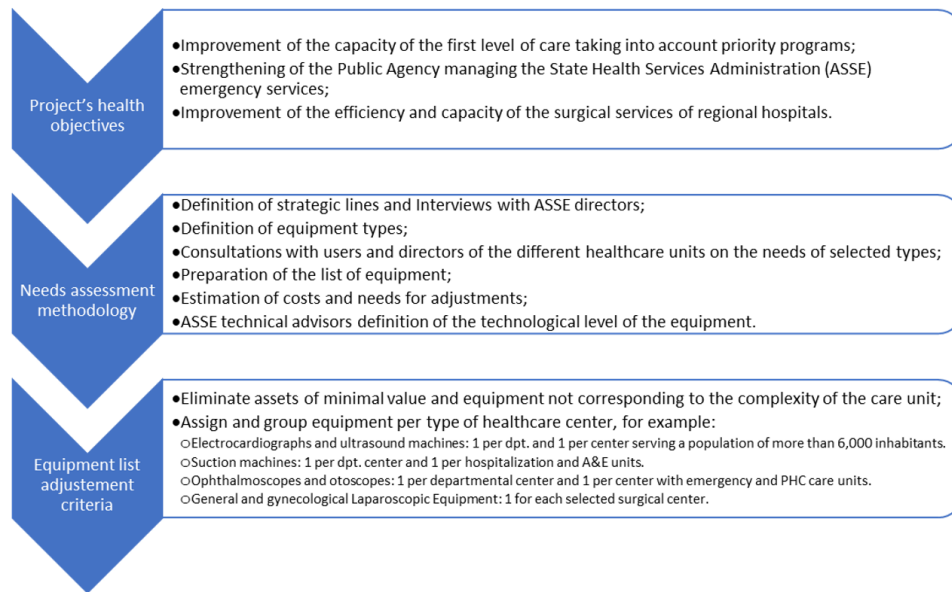 Project's health
objectives
•Improvement of the capacity of the first level of care taking into account priority programs;
•Strengthening of the Public Agency managing the State Health Services Administration (ASSE)
emergency services;
•Improvement of the efficiency and capacity of the surgical services of regional hospitals.
Needs assessment
methodology
•Definition of strategic lines and Interviews with ASSE directors;
•Definition of equipment types;
•Consultations with users and directors of the different healthcare units on the needs of selected types;
•Preparation of the list of equipment;
•Estimation of costs and needs for adjustments;
•ASSE technical advisors definition of the technological level of the equipment.
Equipment list
adjustement
criteria
•Eliminate assets of minimal value and equipment not corresponding to the complexity of the care unit;
•Assign and group equipment per type of healthcare center, for example:
○Electrocardiographs and ultrasound machines: 1 per dpt. and 1 per center serving a population of more than 6,000 inhabitants.
○Suction machines: 1 per dpt. center and 1 per hospitalization and A&E units.
○Ophthalmoscopes and otoscopes: 1 per departmental center and 1 per center with emergency and PHC care units.
○General and gynecological Laparoscopic Equipment: 1 for each selected surgical center.